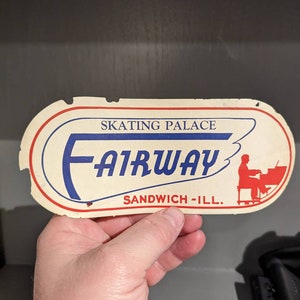 SKATING PALACE
FAIRWAY
SANDWICH -ILL.